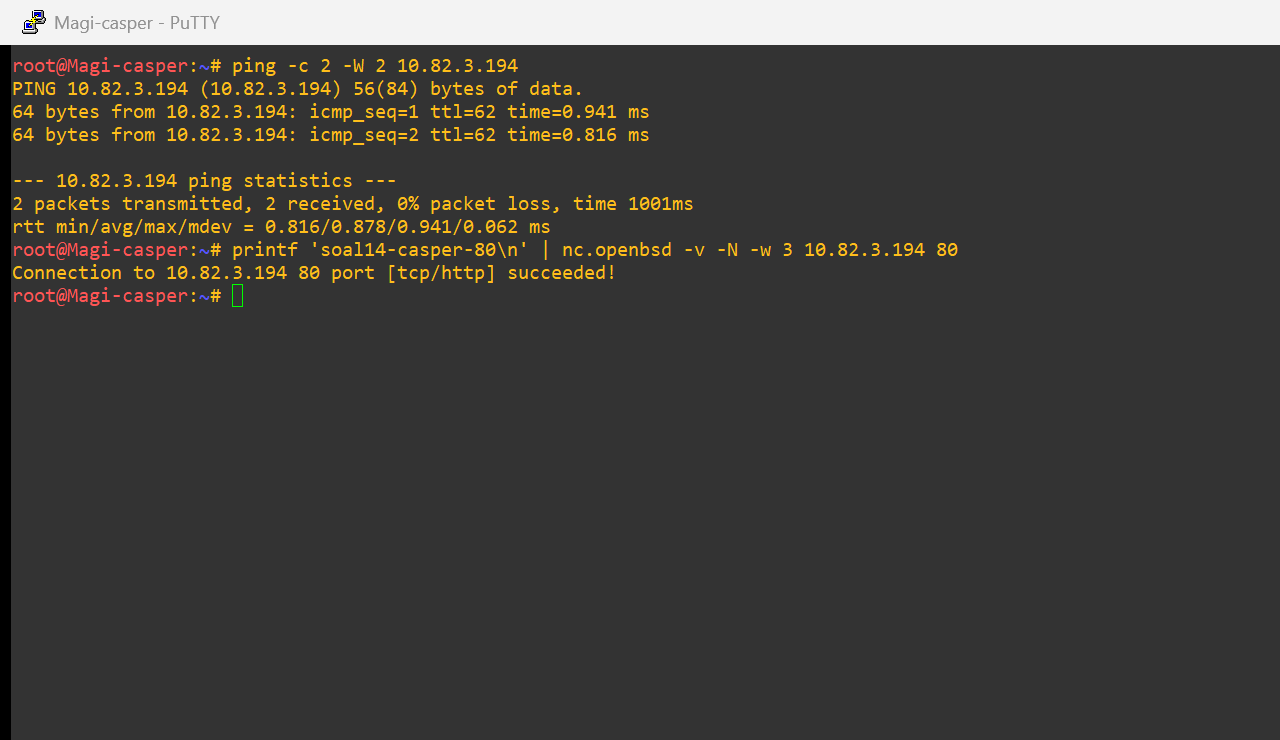 Magi-casper - PuTTY
root@Magi-casper:~# ping -c 2 -W 2 10.82.3.194
PING 10.82.3.194 (10.82.3.194) 56(84) bytes of data.
64 bytes from 10.82.3.194: icmp_seq=1 ttl=62 time=0.941 ms
64 bytes from 10.82.3.194: icmp_seq=2 ttl=62 time=0.816 ms
--- 10.82.3.194 ping statistics ---
2 packets transmitted, 2 received, 0% packet loss, time 1001ms
rtt min/avg/max/mdev = 0.816/0.878/0.941/0.062 ms
root@Magi-casper:~# printf 'soal14-casper-80\n' | nc.openbsd -v -N -w 3 10.82.3.194 80
Connection to 10.82.3.194 80 port [tcp/http] succeeded!
root@Magi-casper:~#